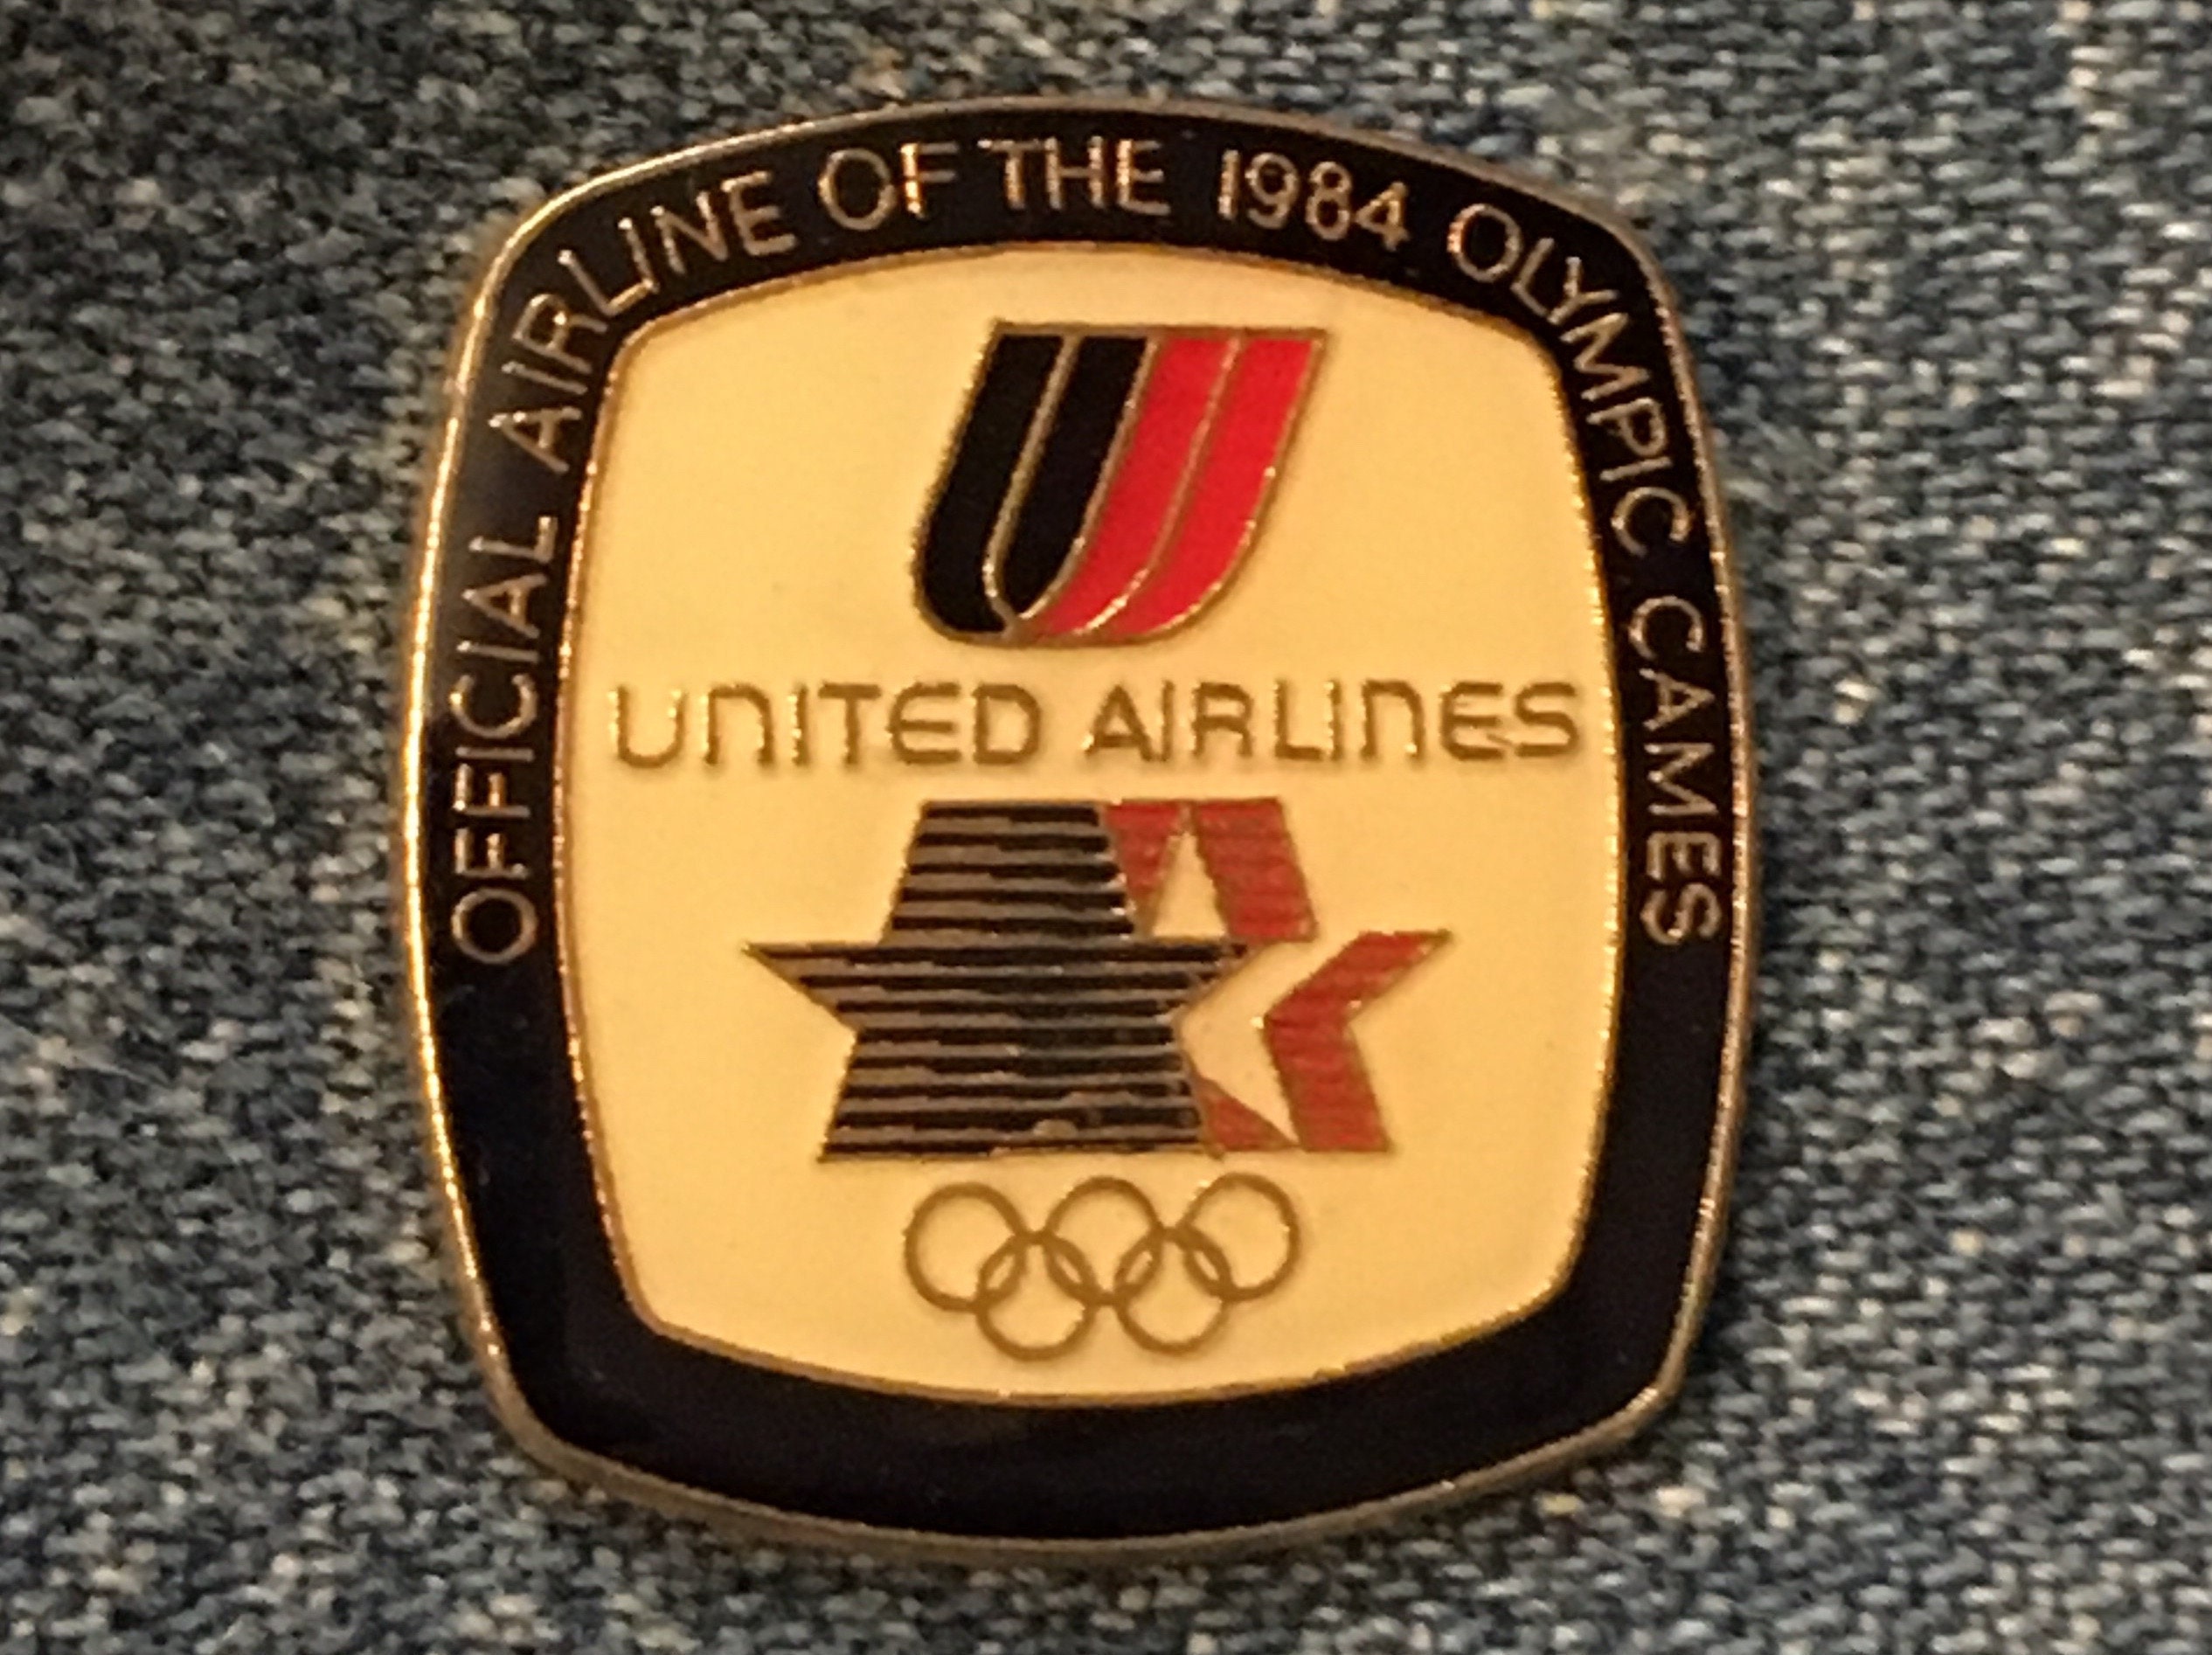 OFFICIAL AIRLINE OF THE 1984 OLYMPIC GAMES
UNITED AIRLINES